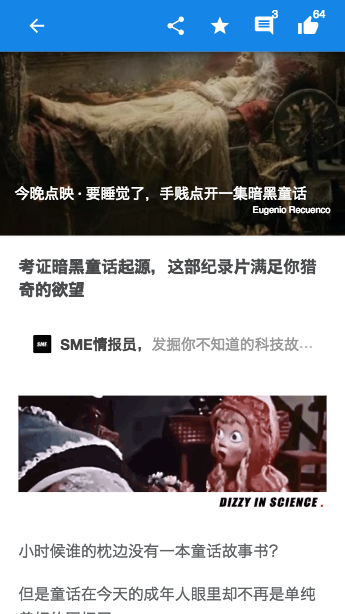 3
64
今晚点映 · 要睡觉了，手贱点开一集暗黑童话
Eugenio Recuenco
考证暗黑童话起源，这部纪录片满足你猎
奇的欲望
SME
SME情报员，发掘你不知道的科技故…
DIZZY IN SCIENCE .
小时候谁的枕边没有一本童话故事书？
但是童话在今天的成年人眼里却不再是单纯